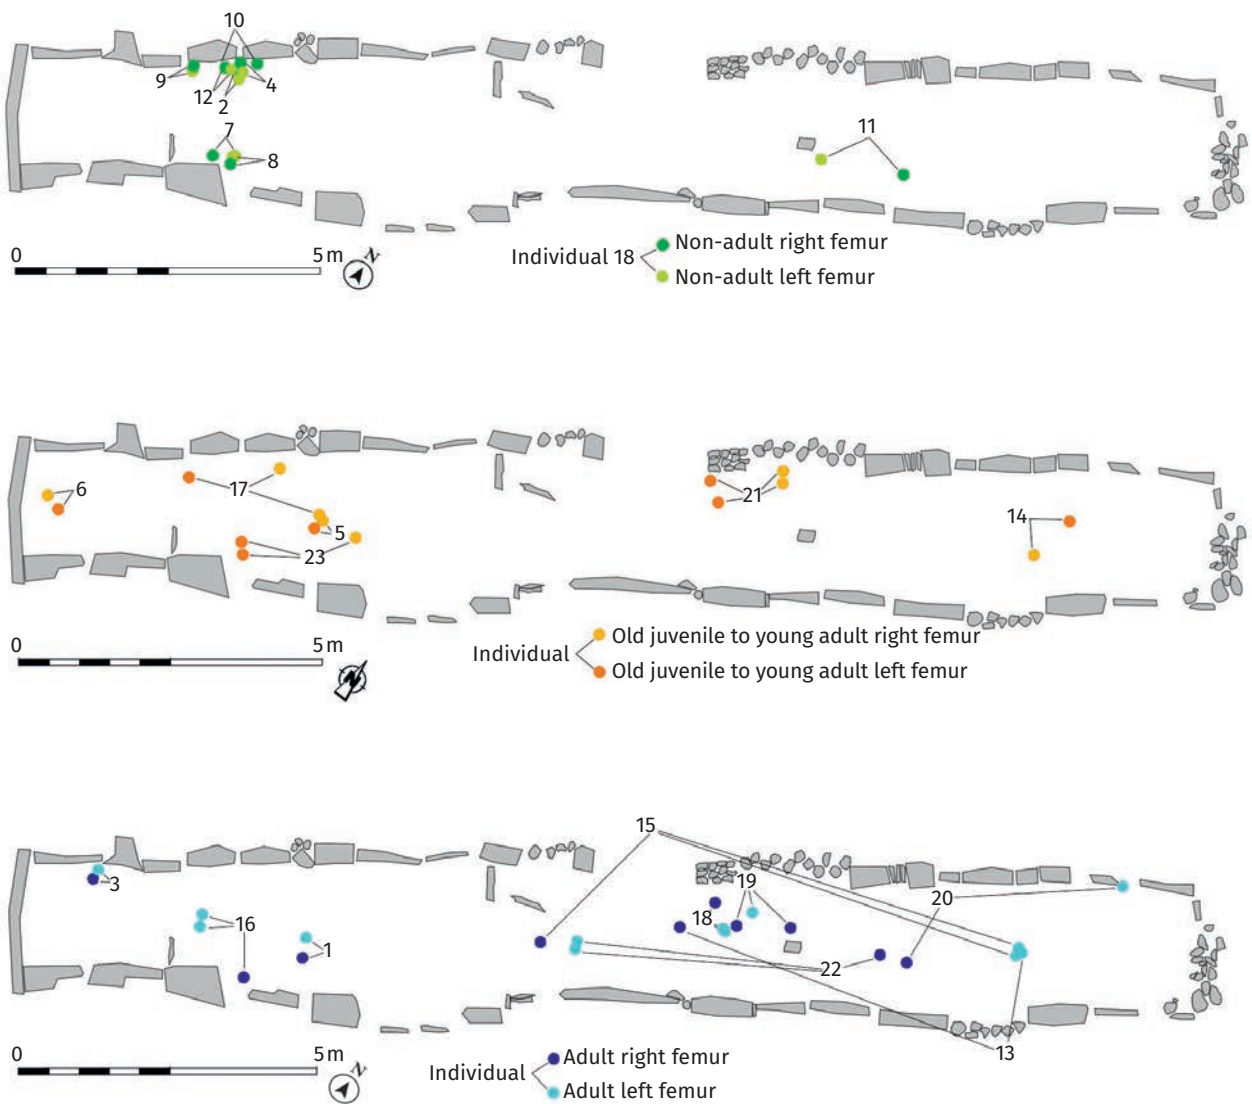 10
9
12
2
4
7
8
11
0 5 m
N
Individual 18
Non-adult right femur
Non-adult left femur
6
17
5
23
21
14
0 5 m
N
Individual
Old juvenile to young adult right femur
Old juvenile to young adult left femur
15
3
16
1
19
18
20
22
13
0 5 m
N
Individual
Adult right femur
Adult left femur